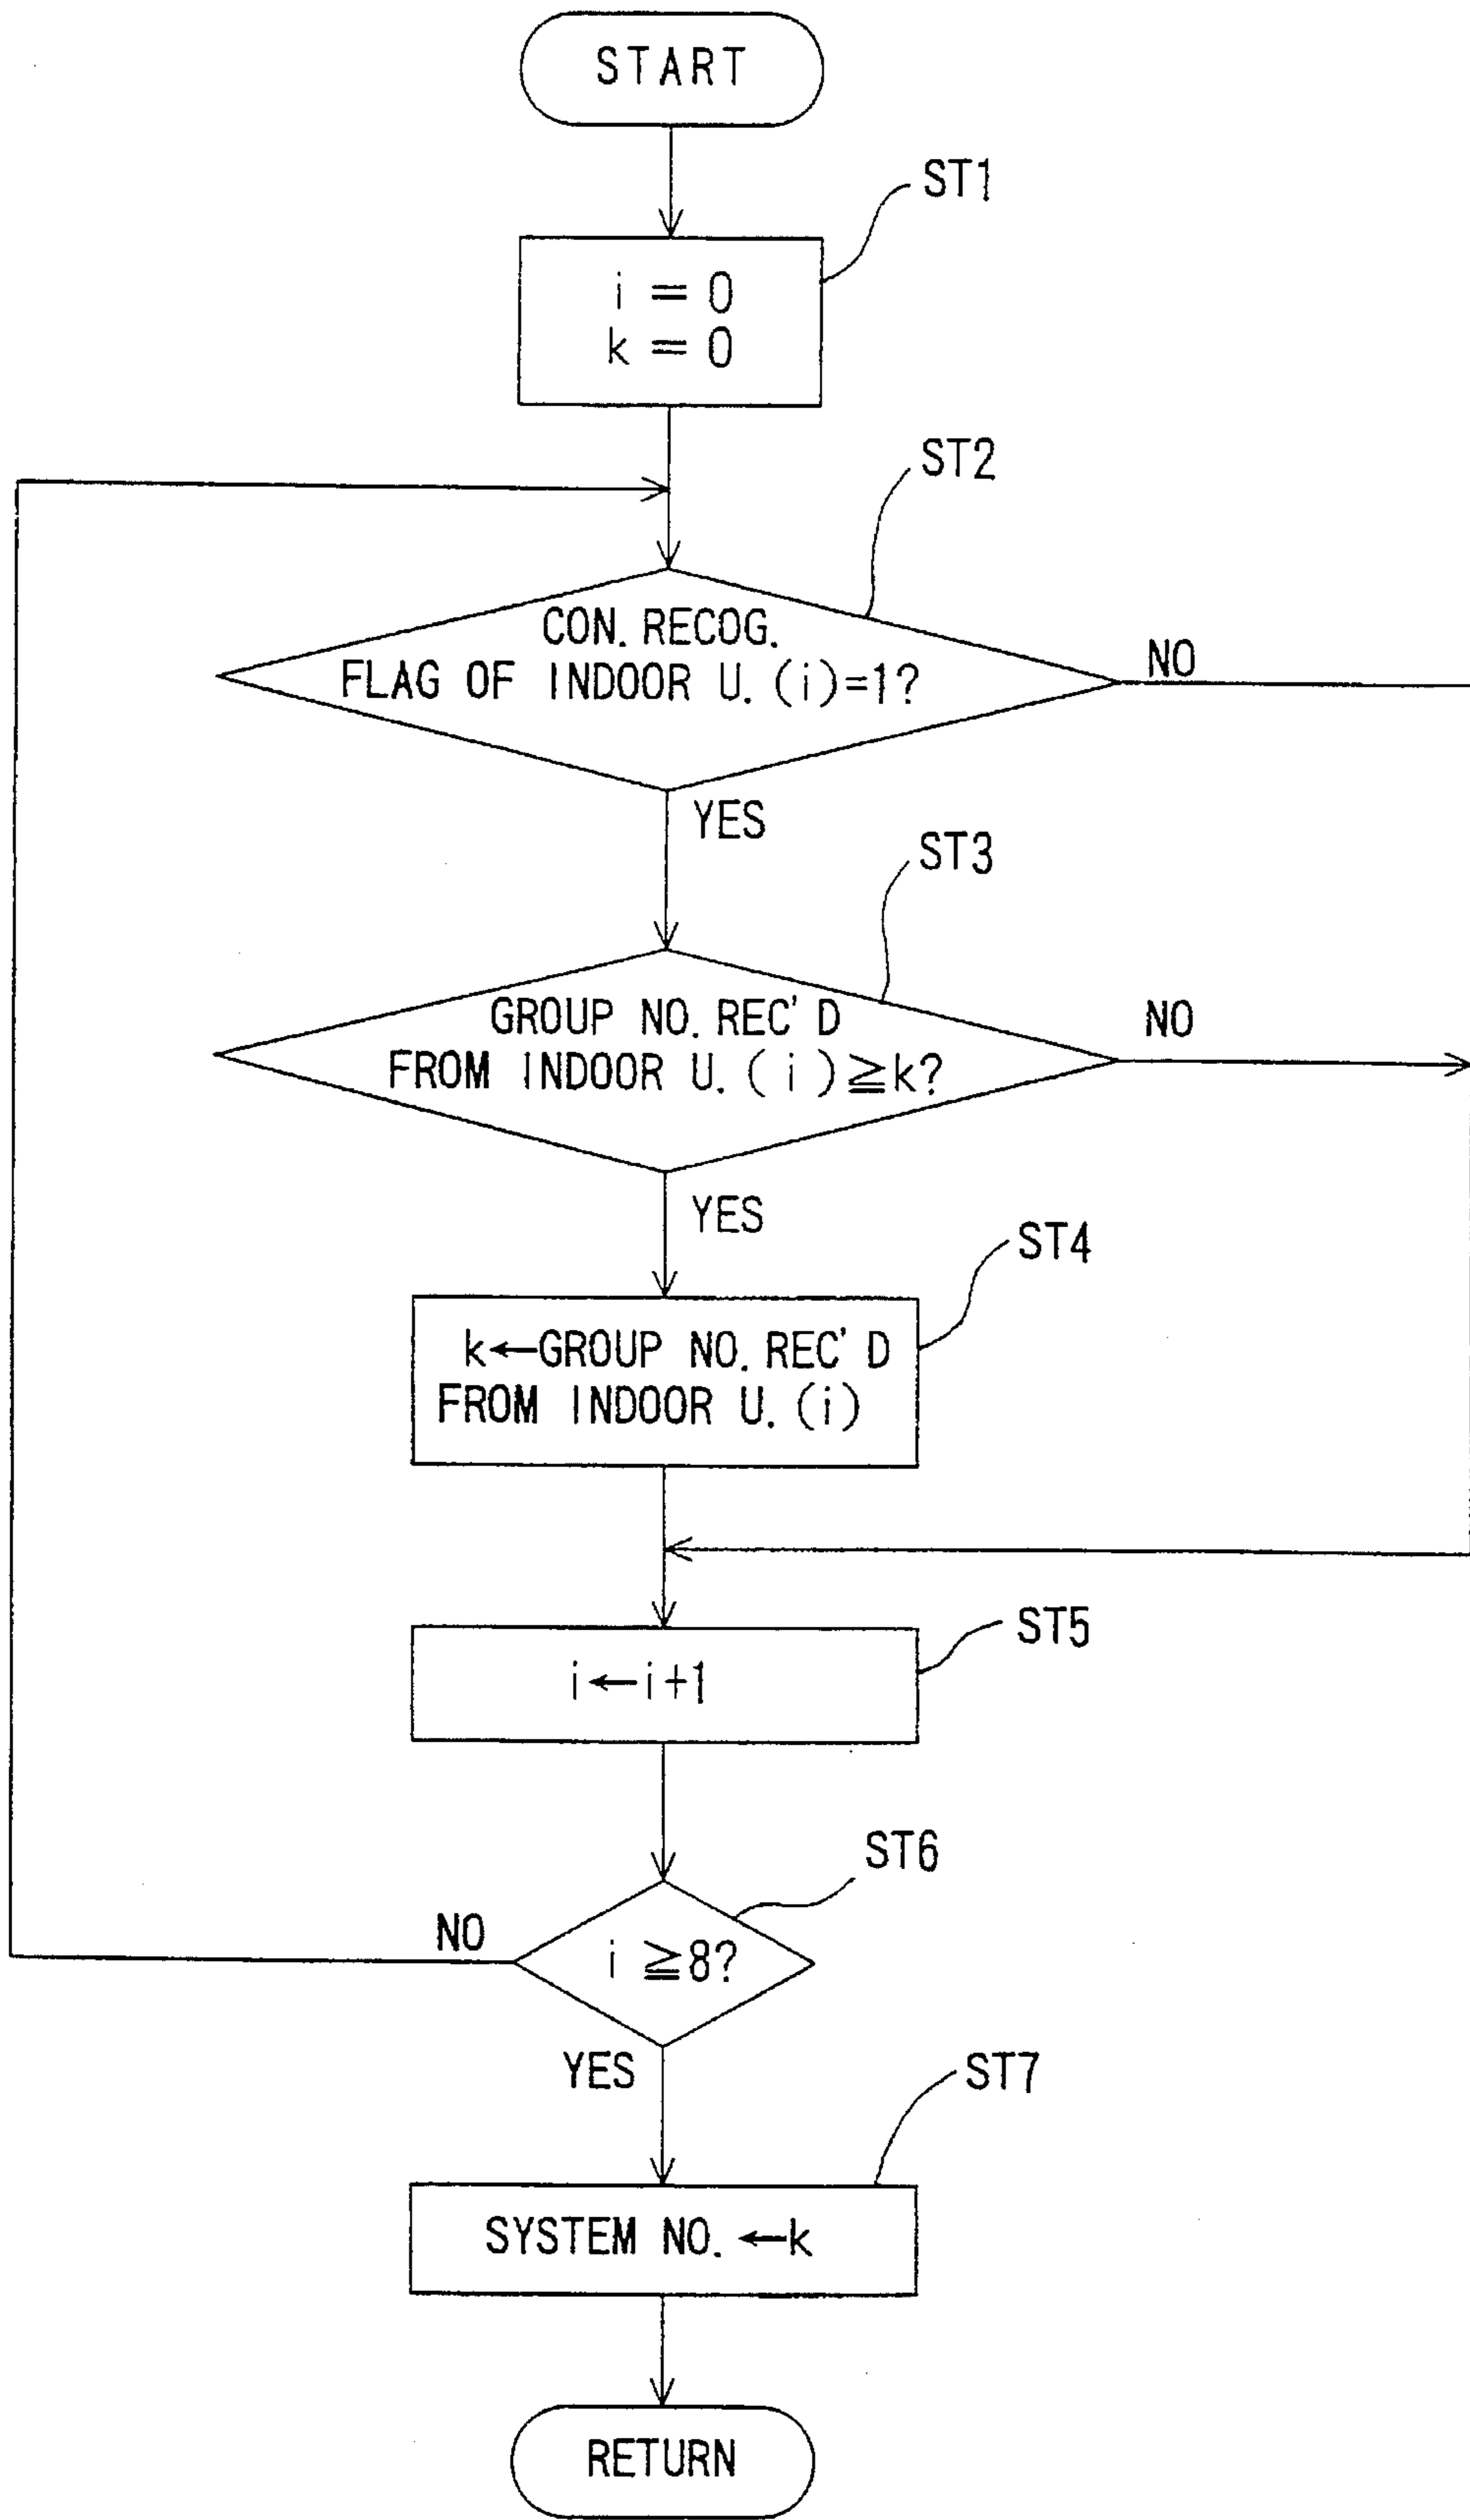 START
ST1
i = 0
k = 0
ST2
CON. RECOG.
FLAG OF INDOOR U. (i)=1?
NO
YES
ST3
GROUP NO. REC'D
FROM INDOOR U. (i)≧k?
NO
YES
ST4
k←GROUP NO. REC'D
FROM INDOOR U. (i)
ST5
i←i+1
ST6
NO
i ≧8?
YES
ST7
SYSTEM NO. ←k
RETURN